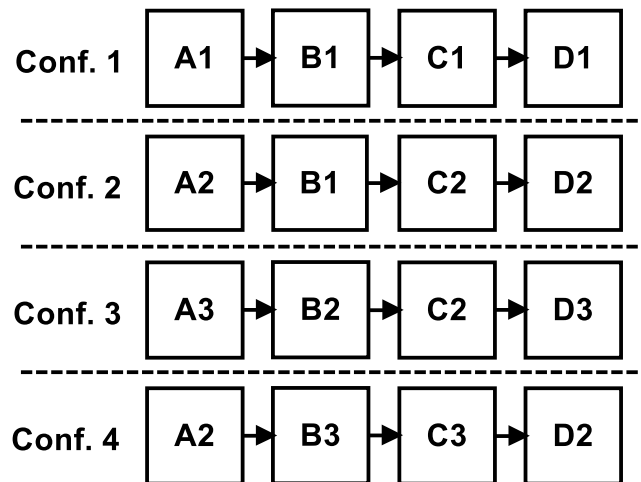 Conf. 1 A1 B1 C1 D1
Conf. 2 A2 B1 C2 D2
Conf. 3 A3 B2 C2 D3
Conf. 4 A2 B3 C3 D2